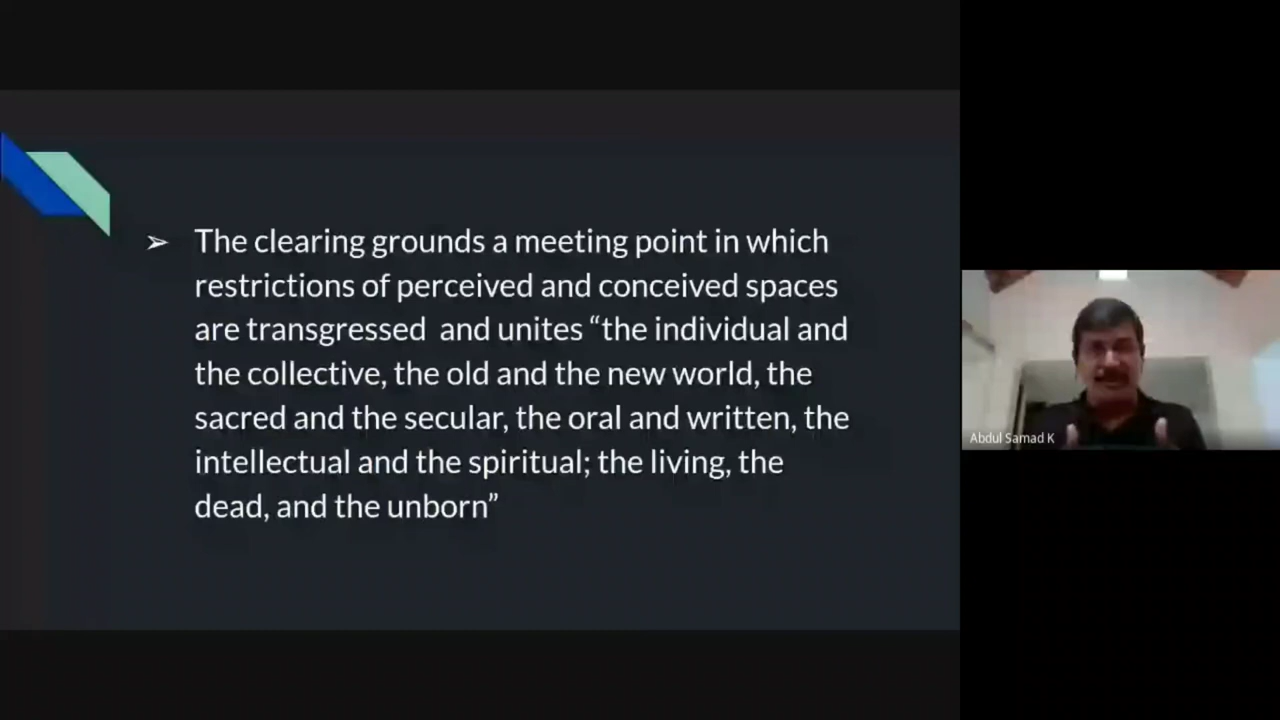 ➢ The clearing grounds a meeting point in which
restrictions of perceived and conceived spaces
are transgressed  and unites “the individual and
the collective, the old and the new world, the
sacred and the secular, the oral and written, the
intellectual and the spiritual; the living, the
dead, and the unborn”
Abdul Samad K